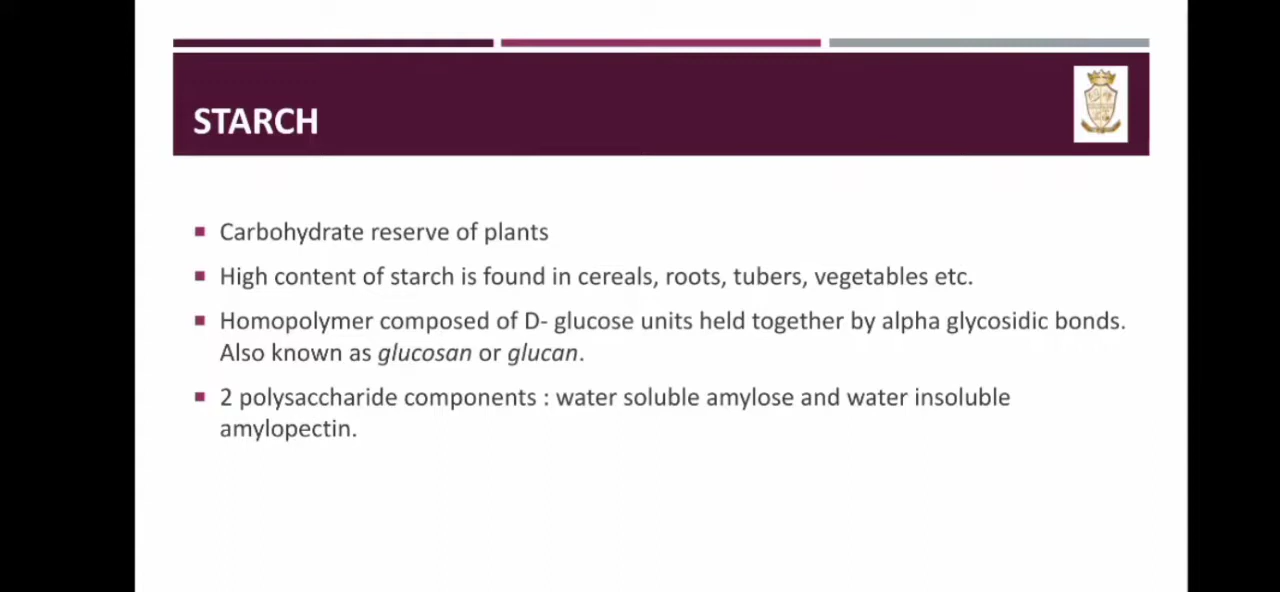 STARCH
Carbohydrate reserve of plants
High content of starch is found in cereals, roots, tubers, vegetables etc.
Homopolymer composed of D- glucose units held together by alpha glycosidic bonds.
Also known as glucosan or glucan.
2 polysaccharide components : water soluble amylose and water insoluble
amylopectin.